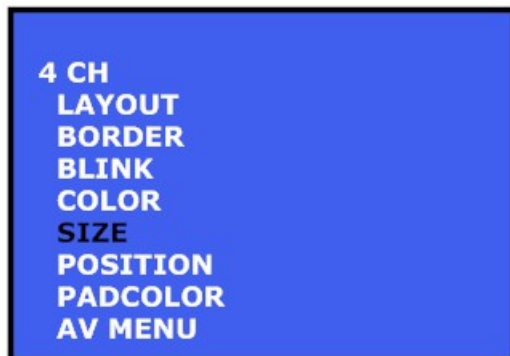 4 CH
LAYOUT
BORDER
BLINK
COLOR
SIZE
POSITION
PADCOLOR
AV MENU